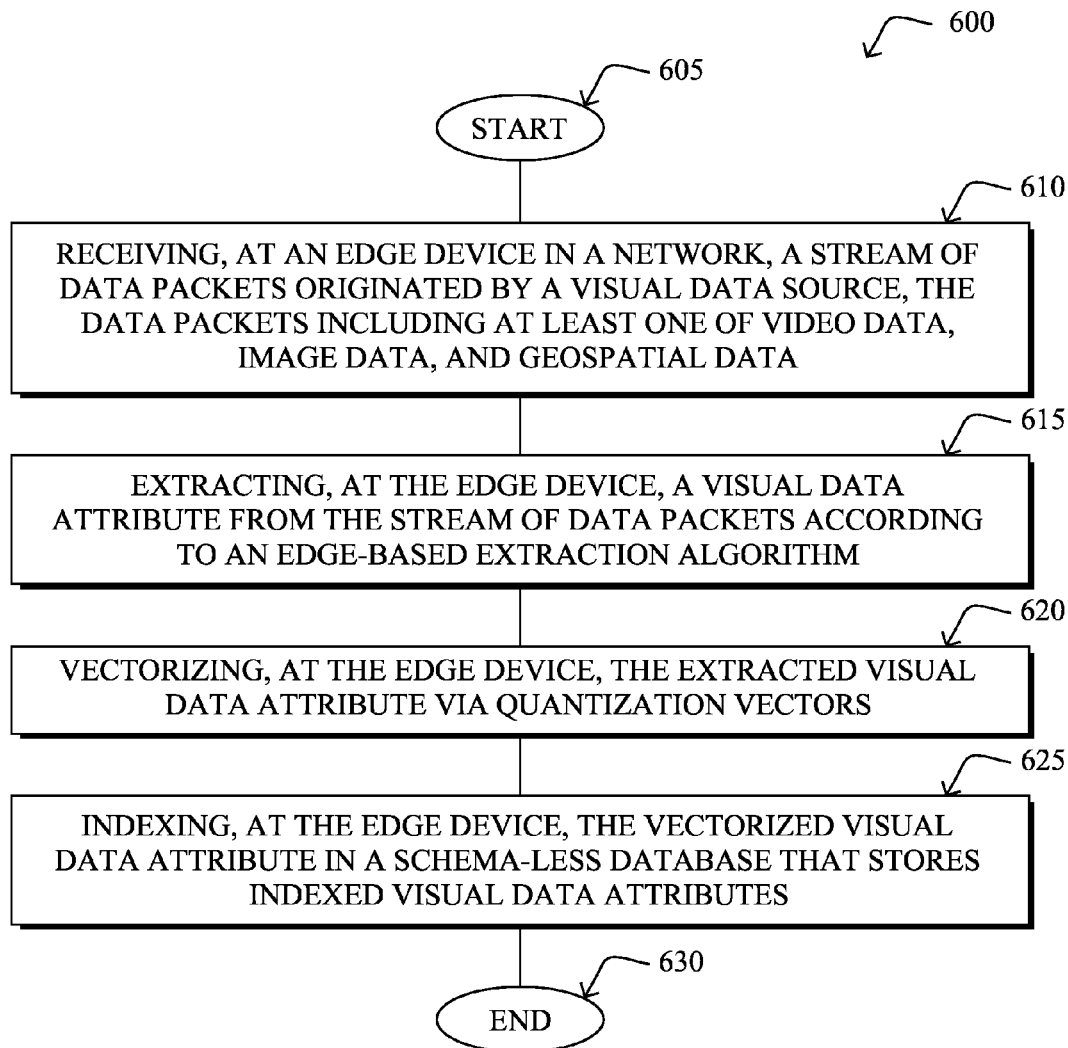 600
605
START
610
RECEIVING, AT AN EDGE DEVICE IN A NETWORK, A STREAM OF
DATA PACKETS ORIGINATED BY A VISUAL DATA SOURCE, THE
DATA PACKETS INCLUDING AT LEAST ONE OF VIDEO DATA,
IMAGE DATA, AND GEOSPATIAL DATA
615
EXTRACTING, AT THE EDGE DEVICE, A VISUAL DATA
ATTRIBUTE FROM THE STREAM OF DATA PACKETS ACCORDING
TO AN EDGE-BASED EXTRACTION ALGORITHM
620
VECTORIZING, AT THE EDGE DEVICE, THE EXTRACTED VISUAL
DATA ATTRIBUTE VIA QUANTIZATION VECTORS
625
INDEXING, AT THE EDGE DEVICE, THE VECTORIZED VISUAL
DATA ATTRIBUTE IN A SCHEMA-LESS DATABASE THAT STORES
INDEXED VISUAL DATA ATTRIBUTES
630
END